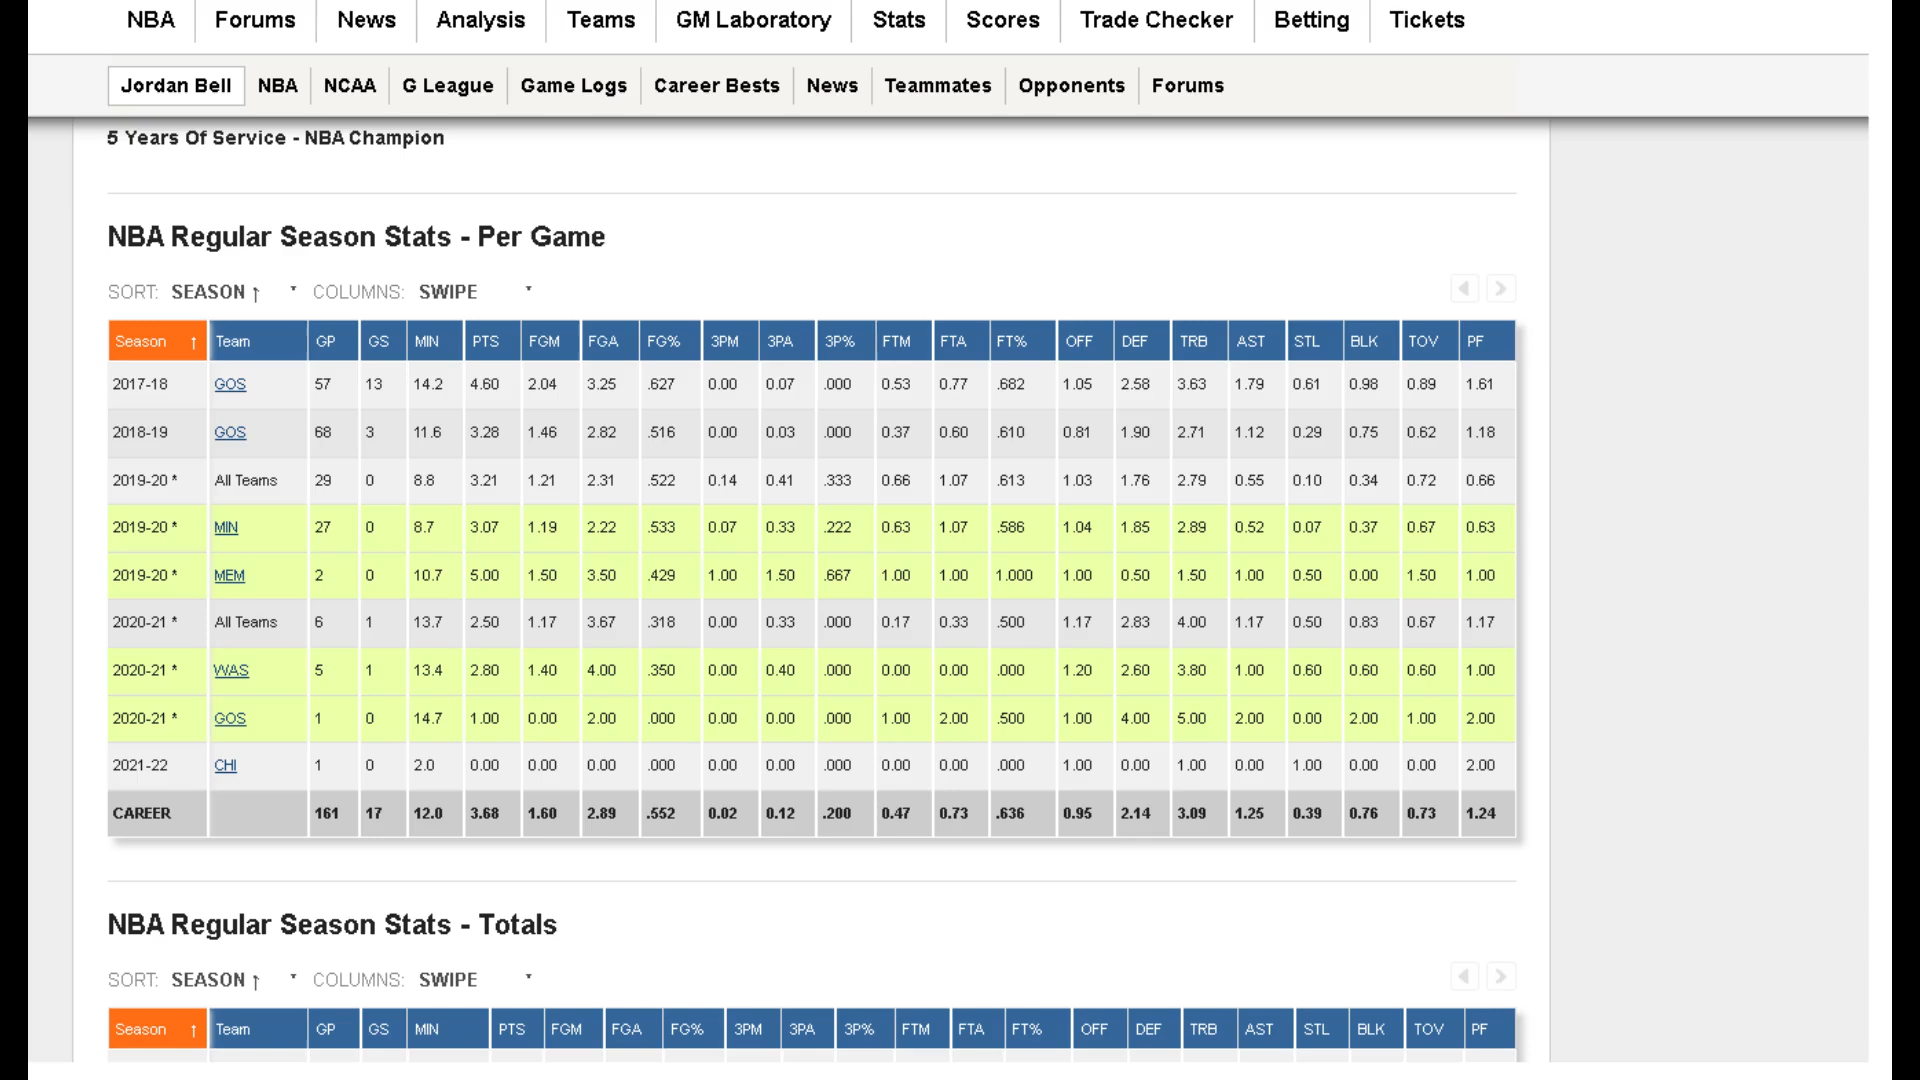 NBA Forums News Analysis Teams GM Laboratory Stats Scores Trade Checker Betting Tickets
Jordan Bell NBA NCAA G League Game Logs Career Bests News Teammates Opponents Forums
5 Years Of Service - NBA Champion
NBA Regular Season Stats - Per Game
SORT: SEASON ↑ COLUMNS: SWIPE
Season ↑ Team GP GS MIN PTS FGM FGA FG% 3PM 3PA 3P% FTM FTA FT% OFF DEF TRB AST STL BLK TOV PF
2017-18 GOS 57 13 14.2 4.60 2.04 3.25 .627 0.00 0.07 .000 0.53 0.77 .682 1.05 2.58 3.63 1.79 0.61 0.98 0.89 1.61
2018-19 GOS 68 3 11.6 3.28 1.46 2.82 .516 0.00 0.03 .000 0.37 0.60 .610 0.81 1.90 2.71 1.12 0.29 0.75 0.62 1.18
2019-20 * All Teams 29 0 8.8 3.21 1.21 2.31 .522 0.14 0.41 .333 0.66 1.07 .613 1.03 1.76 2.79 0.55 0.10 0.34 0.72 0.66
2019-20 * MIN 27 0 8.7 3.07 1.19 2.22 .533 0.07 0.33 .222 0.63 1.07 .586 1.04 1.85 2.89 0.52 0.07 0.37 0.67 0.63
2019-20 * MEM 2 0 10.7 5.00 1.50 3.50 .429 1.00 1.50 .667 1.00 1.00 1.000 1.00 0.50 1.50 1.00 0.50 0.00 1.50 1.00
2020-21 * All Teams 6 1 13.7 2.50 1.17 3.67 .318 0.00 0.33 .000 0.17 0.33 .500 1.17 2.83 4.00 1.17 0.50 0.83 0.67 1.17
2020-21 * WAS 5 1 13.4 2.80 1.40 4.00 .350 0.00 0.40 .000 0.00 0.00 .000 1.20 2.60 3.80 1.00 0.60 0.60 0.60 1.00
2020-21 * GOS 1 0 14.7 1.00 0.00 2.00 .000 0.00 0.00 .000 1.00 2.00 .500 1.00 4.00 5.00 2.00 0.00 2.00 1.00 2.00
2021-22 CHI 1 0 2.0 0.00 0.00 0.00 .000 0.00 0.00 .000 0.00 0.00 .000 1.00 0.00 1.00 0.00 1.00 0.00 0.00 2.00
CAREER 161 17 12.0 3.68 1.60 2.89 .552 0.02 0.12 .200 0.47 0.73 .636 0.95 2.14 3.09 1.25 0.39 0.76 0.73 1.24
NBA Regular Season Stats - Totals
SORT: SEASON ↑ COLUMNS: SWIPE
Season ↑ Team GP GS MIN PTS FGM FGA FG% 3PM 3PA 3P% FTM FTA FT% OFF DEF TRB AST STL BLK TOV PF